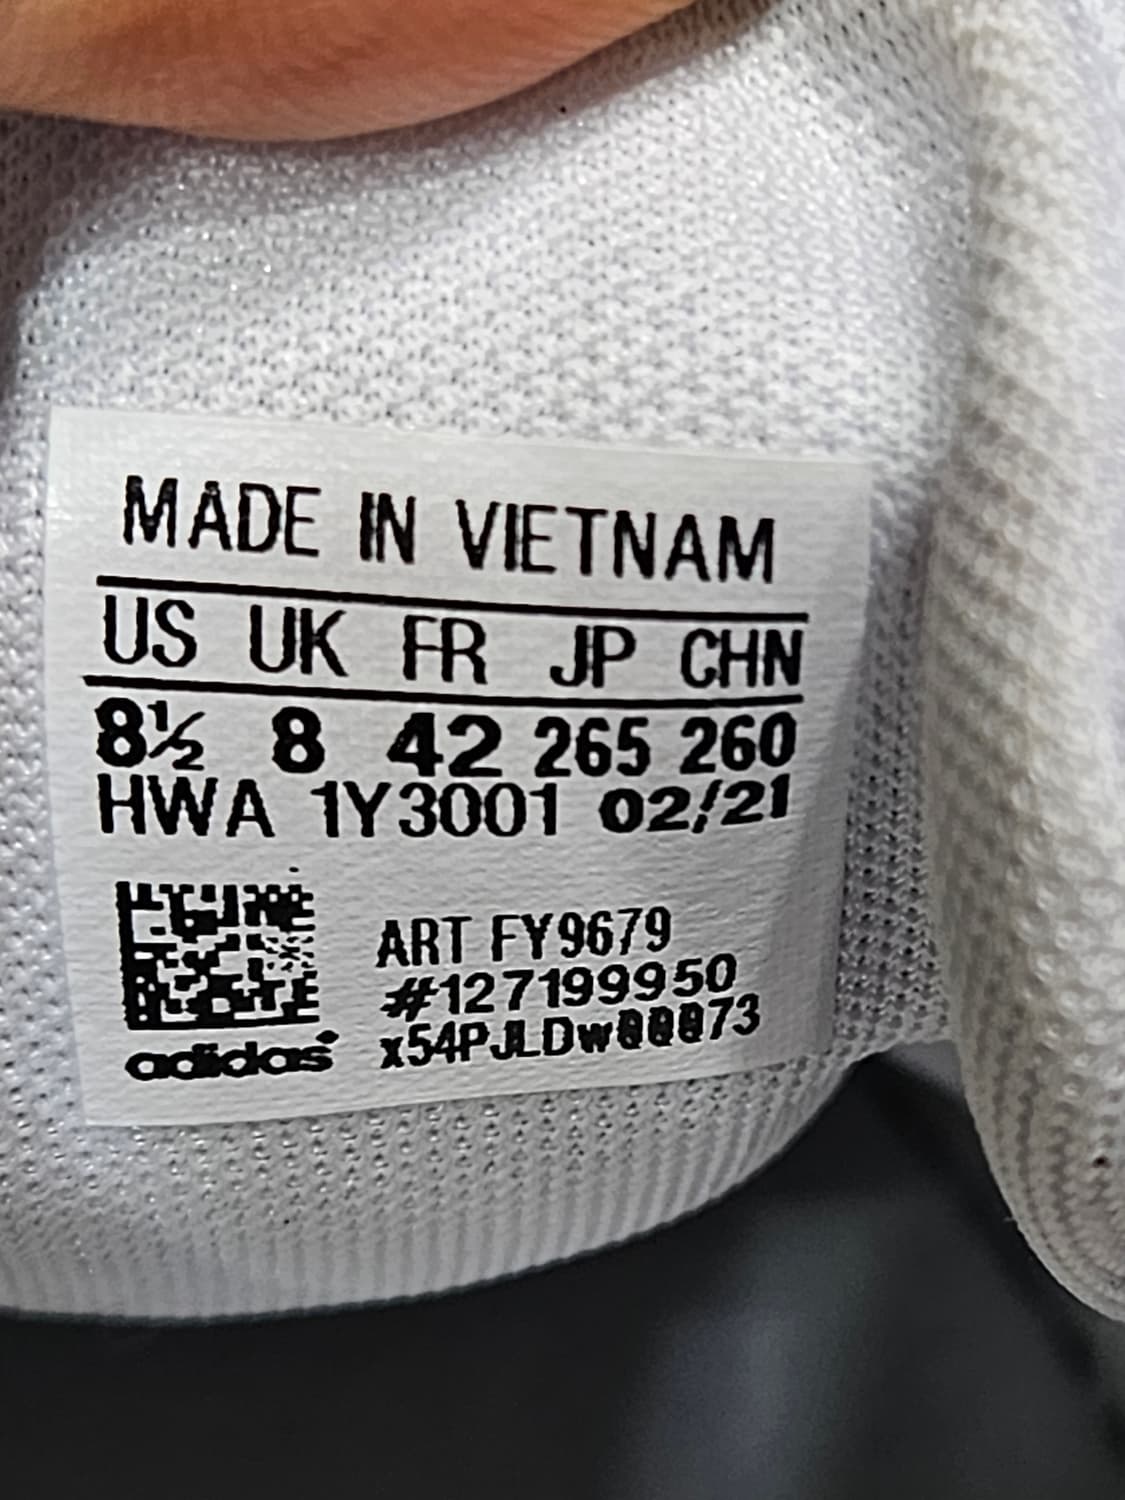 MADE IN VIETNAM
US UK FR JP CHN
8½ 8 42 265 260
HWA 1Y3001 02/21
ART FY9679
#127199950
x54PJLDw00073
adidas